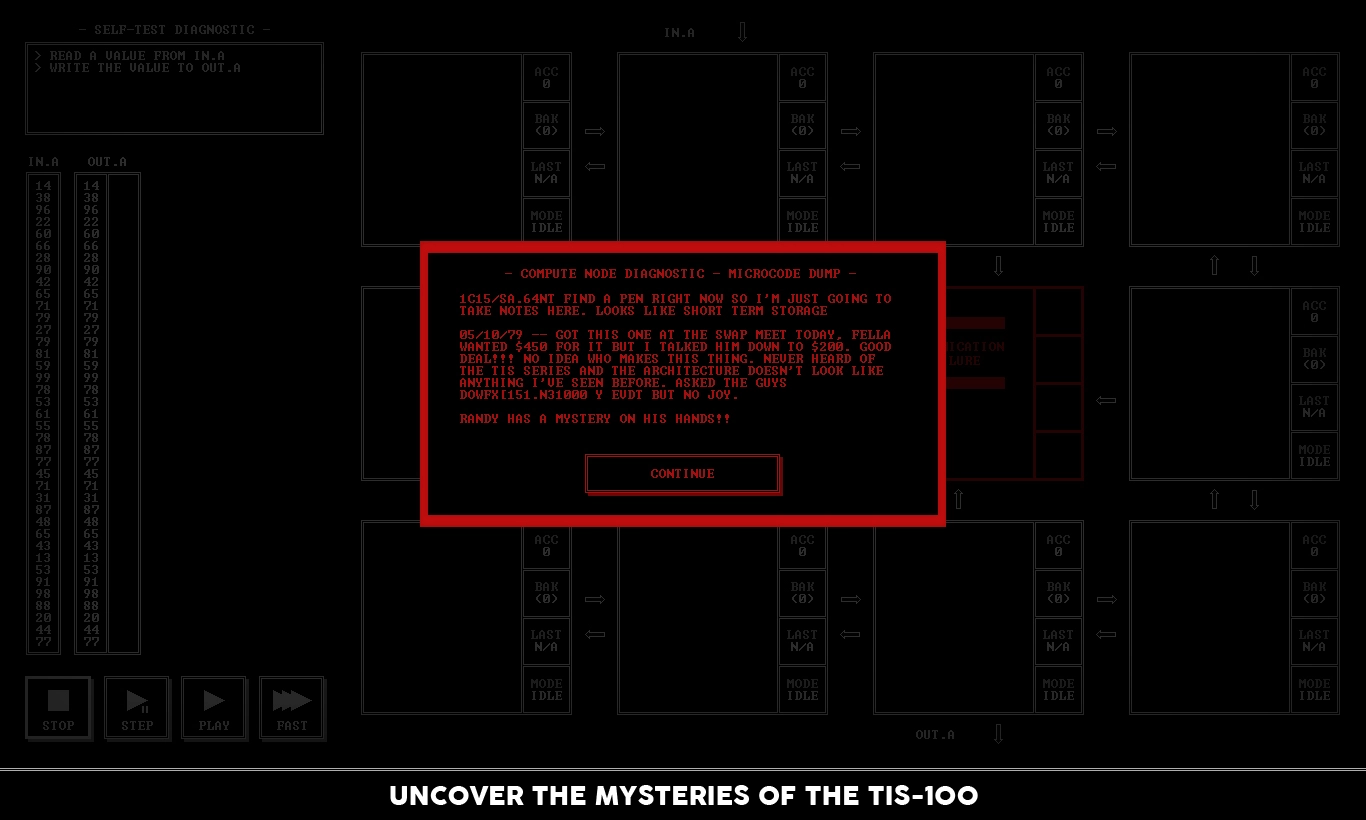 - SELF-TEST DIAGNOSTIC -
> READ A VALUE FROM IN.A
> WRITE THE VALUE TO OUT.A
IN.A OUT.A
14 14
38 38
96 96
22 22
60 60
66 66
28 28
90 90
42 42
65 65
71 71
79 79
27 27
79 79
81 81
59 59
99 99
78 78
53 53
61 61
55 55
78 78
87 87
77 77
45 45
71 71
31 31
87 87
48 48
65 65
43 43
13 13
53 53
91 91
98 98
88 88
20 20
44 44
77 77
STOP STEP PLAY FAST
IN.A
ACC
0
BAK
(0)
LAST
N/A
MODE
IDLE
ACC
0
BAK
(0)
LAST
N/A
MODE
IDLE
ACC
0
BAK
(0)
LAST
N/A
MODE
IDLE
ACC
0
BAK
(0)
LAST
N/A
MODE
IDLE
- COMPUTE NODE DIAGNOSTIC - MICROCODE DUMP -
1C15/SA.64NT FIND A PEN RIGHT NOW SO I'M JUST GOING TO
TAKE NOTES HERE. LOOKS LIKE SHORT TERM STORAGE
05/10/79 -- GOT THIS ONE AT THE SWAP MEET TODAY, FELLA
WANTED $450 FOR IT BUT I TALKED HIM DOWN TO $200. GOOD
DEAL!!! NO IDEA WHO MAKES THIS THING. NEVER HEARD OF
THE TIS SERIES AND THE ARCHITECTURE DOESN'T LOOK LIKE
ANYTHING I'VE SEEN BEFORE. ASKED THE GUYS
DOWFX[151.N31000 Y EUDT BUT NO JOY.
RANDY HAS A MYSTERY ON HIS HANDS!!
CONTINUE
ICATION
LURE
ACC
0
BAK
(0)
LAST
N/A
MODE
IDLE
ACC
0
BAK
(0)
LAST
N/A
MODE
IDLE
ACC
0
BAK
(0)
LAST
N/A
MODE
IDLE
ACC
0
BAK
(0)
LAST
N/A
MODE
IDLE
ACC
0
BAK
(0)
LAST
N/A
MODE
IDLE
OUT.A
UNCOVER THE MYSTERIES OF THE TIS-100